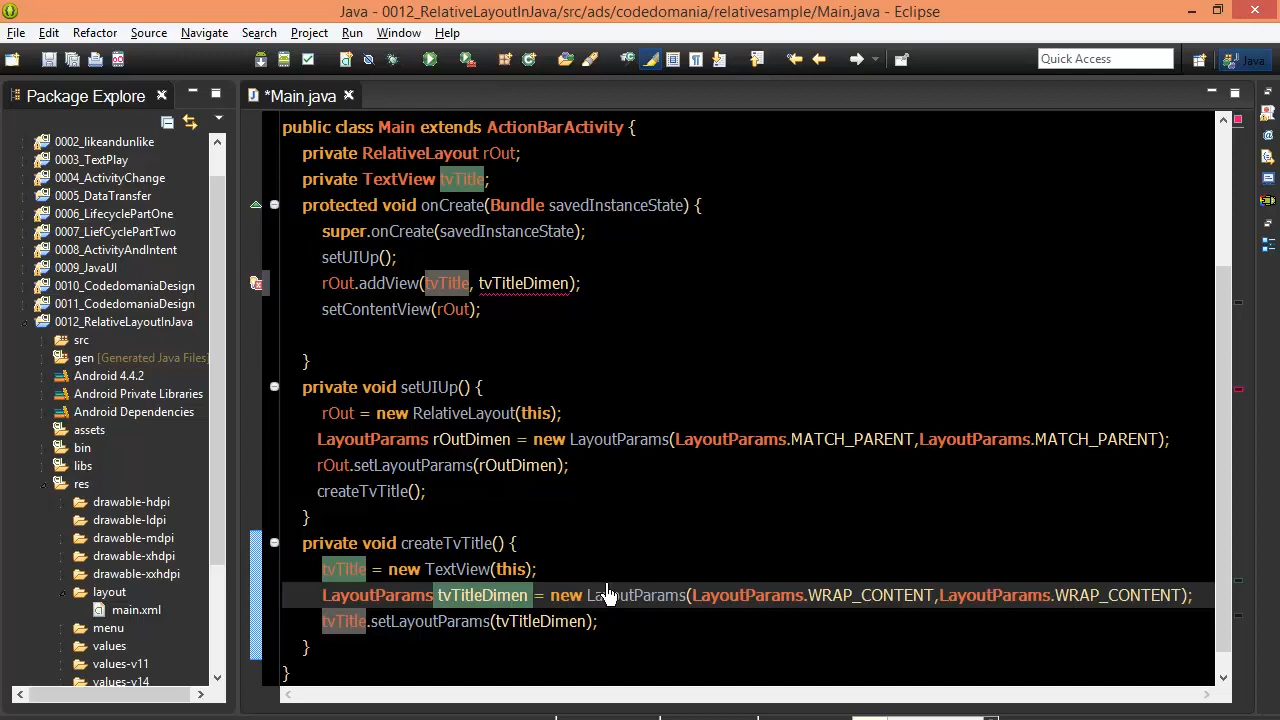 Java - 0012_RelativeLayoutInJava/src/ads/codedomania/relativesample/Main.java - Eclipse
File Edit Refactor Source Navigate Search Project Run Window Help
Quick Access
Java
Package Explore
*Main.java
0002_likeandunlike
0003_TextPlay
0004_ActivityChange
0005_DataTransfer
0006_LifecyclePartOne
0007_LiefCyclePartTwo
0008_ActivityAndIntent
0009_JavaUI
0010_CodedomaniaDesign
0011_CodedomaniaDesign
0012_RelativeLayoutInJava
src
gen [Generated Java Files]
Android 4.4.2
Android Private Libraries
Android Dependencies
assets
bin
libs
res
drawable-hdpi
drawable-ldpi
drawable-mdpi
drawable-xhdpi
drawable-xxhdpi
layout
main.xml
menu
values
values-v11
values-v14
public class Main extends ActionBarActivity {
private RelativeLayout rOut;
private TextView tvTitle;
protected void onCreate(Bundle savedInstanceState) {
super.onCreate(savedInstanceState);
setUIUp();
rOut.addView(tvTitle, tvTitleDimen);
setContentView(rOut);
}
private void setUIUp() {
rOut = new RelativeLayout(this);
LayoutParams rOutDimen = new LayoutParams(LayoutParams.MATCH_PARENT,LayoutParams.MATCH_PARENT);
rOut.setLayoutParams(rOutDimen);
createTvTitle();
}
private void createTvTitle() {
tvTitle = new TextView(this);
LayoutParams tvTitleDimen = new LayoutParams(LayoutParams.WRAP_CONTENT,LayoutParams.WRAP_CONTENT);
tvTitle.setLayoutParams(tvTitleDimen);
}
}